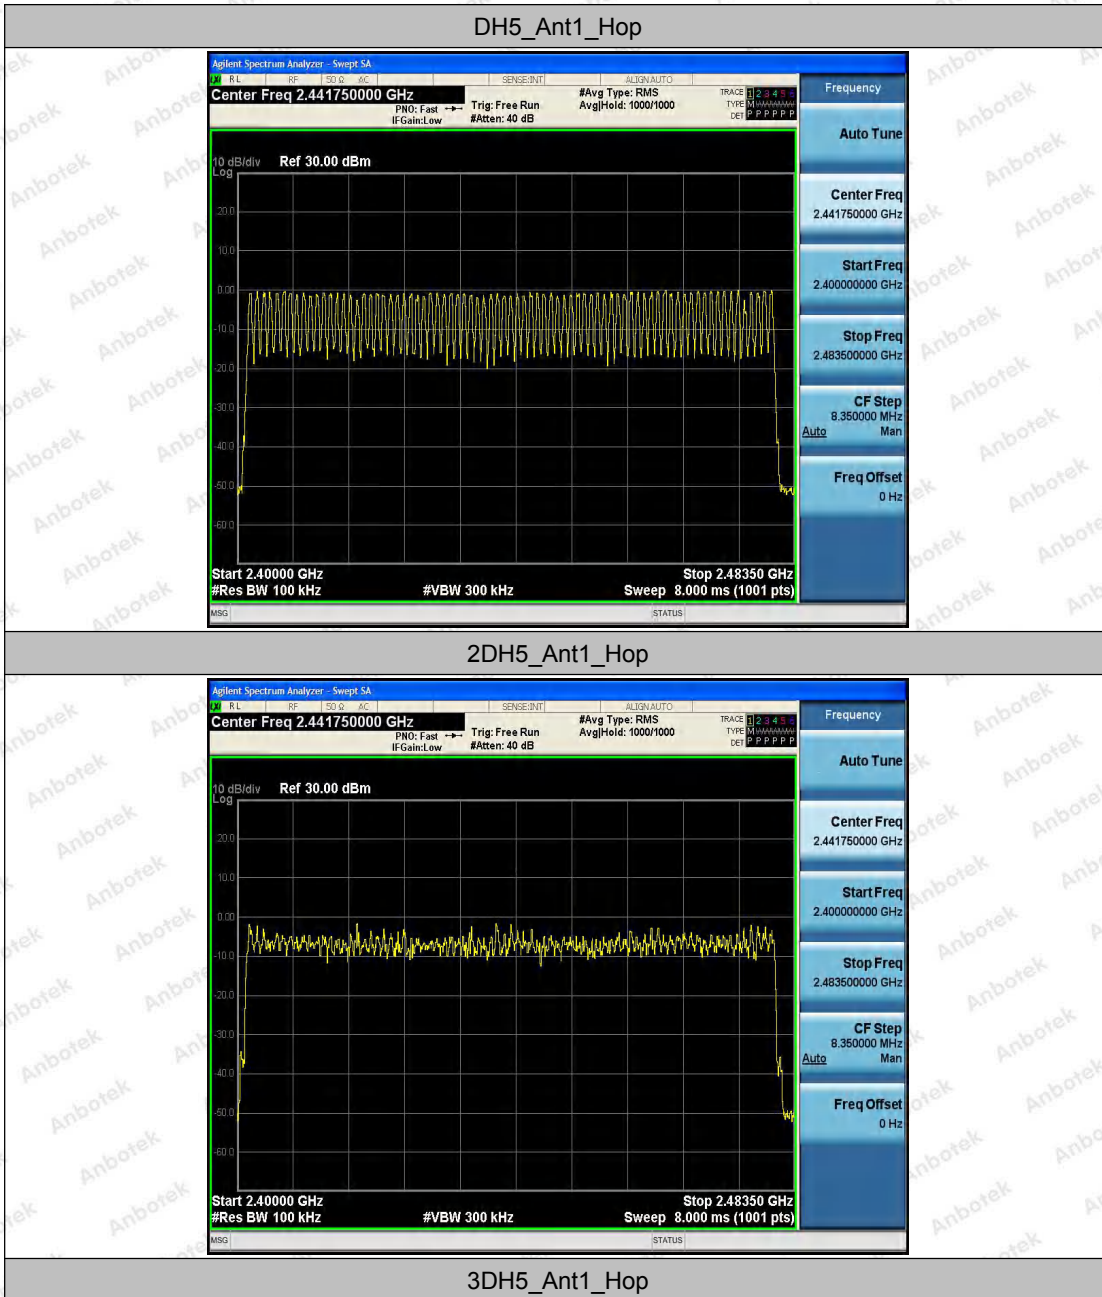 DH5_Ant1_Hop
Agilent Spectrum Analyzer - Swept SA
RL RF 50 Ω AC SENSE:INT ALIGNAUTO
Center Freq 2.441750000 GHz
PNO: Fast
IFGain:Low
Trig: Free Run
#Atten: 40 dB
#Avg Type: RMS
Avg|Hold: 1000/1000
TRACE 1 2 3 4 5 6
TYPE M
DET P P P P P P
Frequency
Auto Tune
Center Freq
2.441750000 GHz
Start Freq
2.400000000 GHz
Stop Freq
2.483500000 GHz
CF Step
8.350000 MHz
Auto Man
Freq Offset
0 Hz
10 dB/div Ref 30.00 dBm
Log
20.0
10.0
0.00
-10.0
-20.0
-30.0
-40.0
-50.0
-60.0
Start 2.40000 GHz Stop 2.48350 GHz
#Res BW 100 kHz #VBW 300 kHz Sweep 8.000 ms (1001 pts)
MSG STATUS
2DH5_Ant1_Hop
Agilent Spectrum Analyzer - Swept SA
RL RF 50 Ω AC SENSE:INT ALIGNAUTO
Center Freq 2.441750000 GHz
PNO: Fast
IFGain:Low
Trig: Free Run
#Atten: 40 dB
#Avg Type: RMS
Avg|Hold: 1000/1000
TRACE 1 2 3 4 5 6
TYPE M
DET P P P P P P
Frequency
Auto Tune
Center Freq
2.441750000 GHz
Start Freq
2.400000000 GHz
Stop Freq
2.483500000 GHz
CF Step
8.350000 MHz
Auto Man
Freq Offset
0 Hz
10 dB/div Ref 30.00 dBm
Log
20.0
10.0
0.00
-10.0
-20.0
-30.0
-40.0
-50.0
-60.0
Start 2.40000 GHz Stop 2.48350 GHz
#Res BW 100 kHz #VBW 300 kHz Sweep 8.000 ms (1001 pts)
MSG STATUS
3DH5_Ant1_Hop
Anbotek